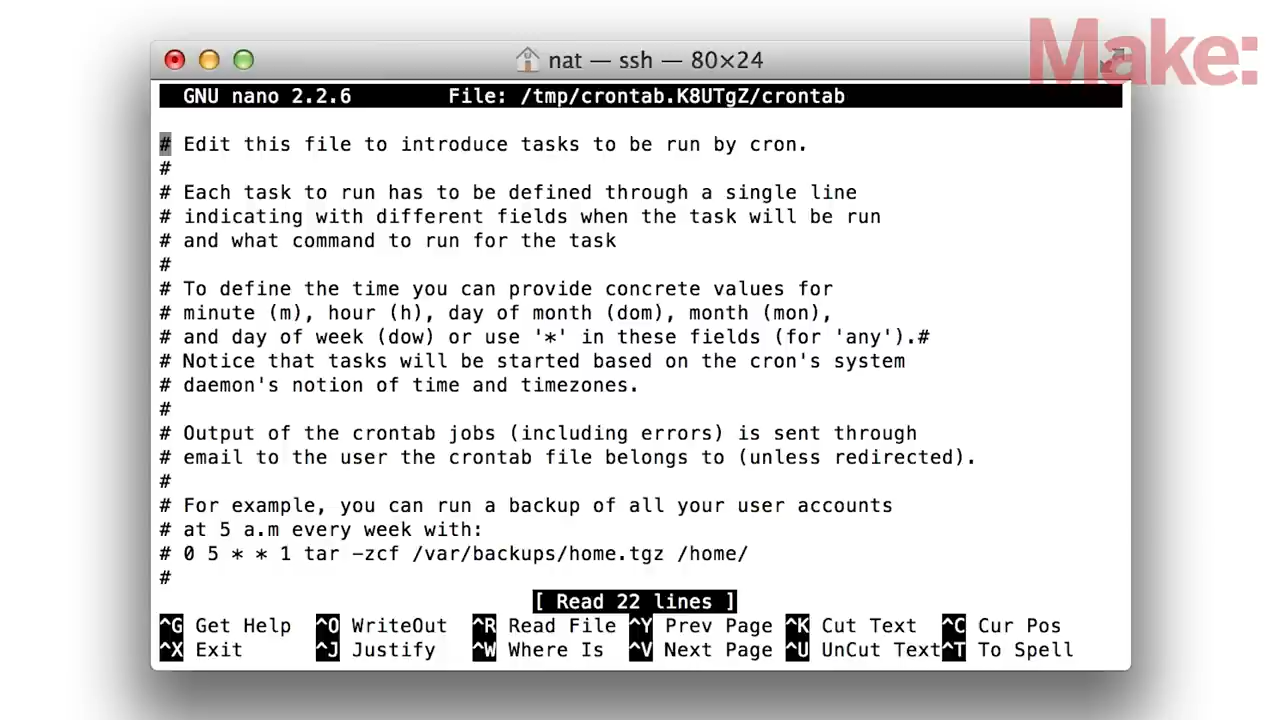 Make:
nat — ssh — 80×24
GNU nano 2.2.6 File: /tmp/crontab.K8UTgZ/crontab
# Edit this file to introduce tasks to be run by cron.
#
# Each task to run has to be defined through a single line
# indicating with different fields when the task will be run
# and what command to run for the task
#
# To define the time you can provide concrete values for
# minute (m), hour (h), day of month (dom), month (mon),
# and day of week (dow) or use '*' in these fields (for 'any').#
# Notice that tasks will be started based on the cron's system
# daemon's notion of time and timezones.
#
# Output of the crontab jobs (including errors) is sent through
# email to the user the crontab file belongs to (unless redirected).
#
# For example, you can run a backup of all your user accounts
# at 5 a.m every week with:
# 0 5 * * 1 tar -zcf /var/backups/home.tgz /home/
#
[ Read 22 lines ]
^G Get Help ^O WriteOut ^R Read File ^Y Prev Page ^K Cut Text ^C Cur Pos
^X Exit ^J Justify ^W Where Is ^V Next Page ^U UnCut Text^T To Spell